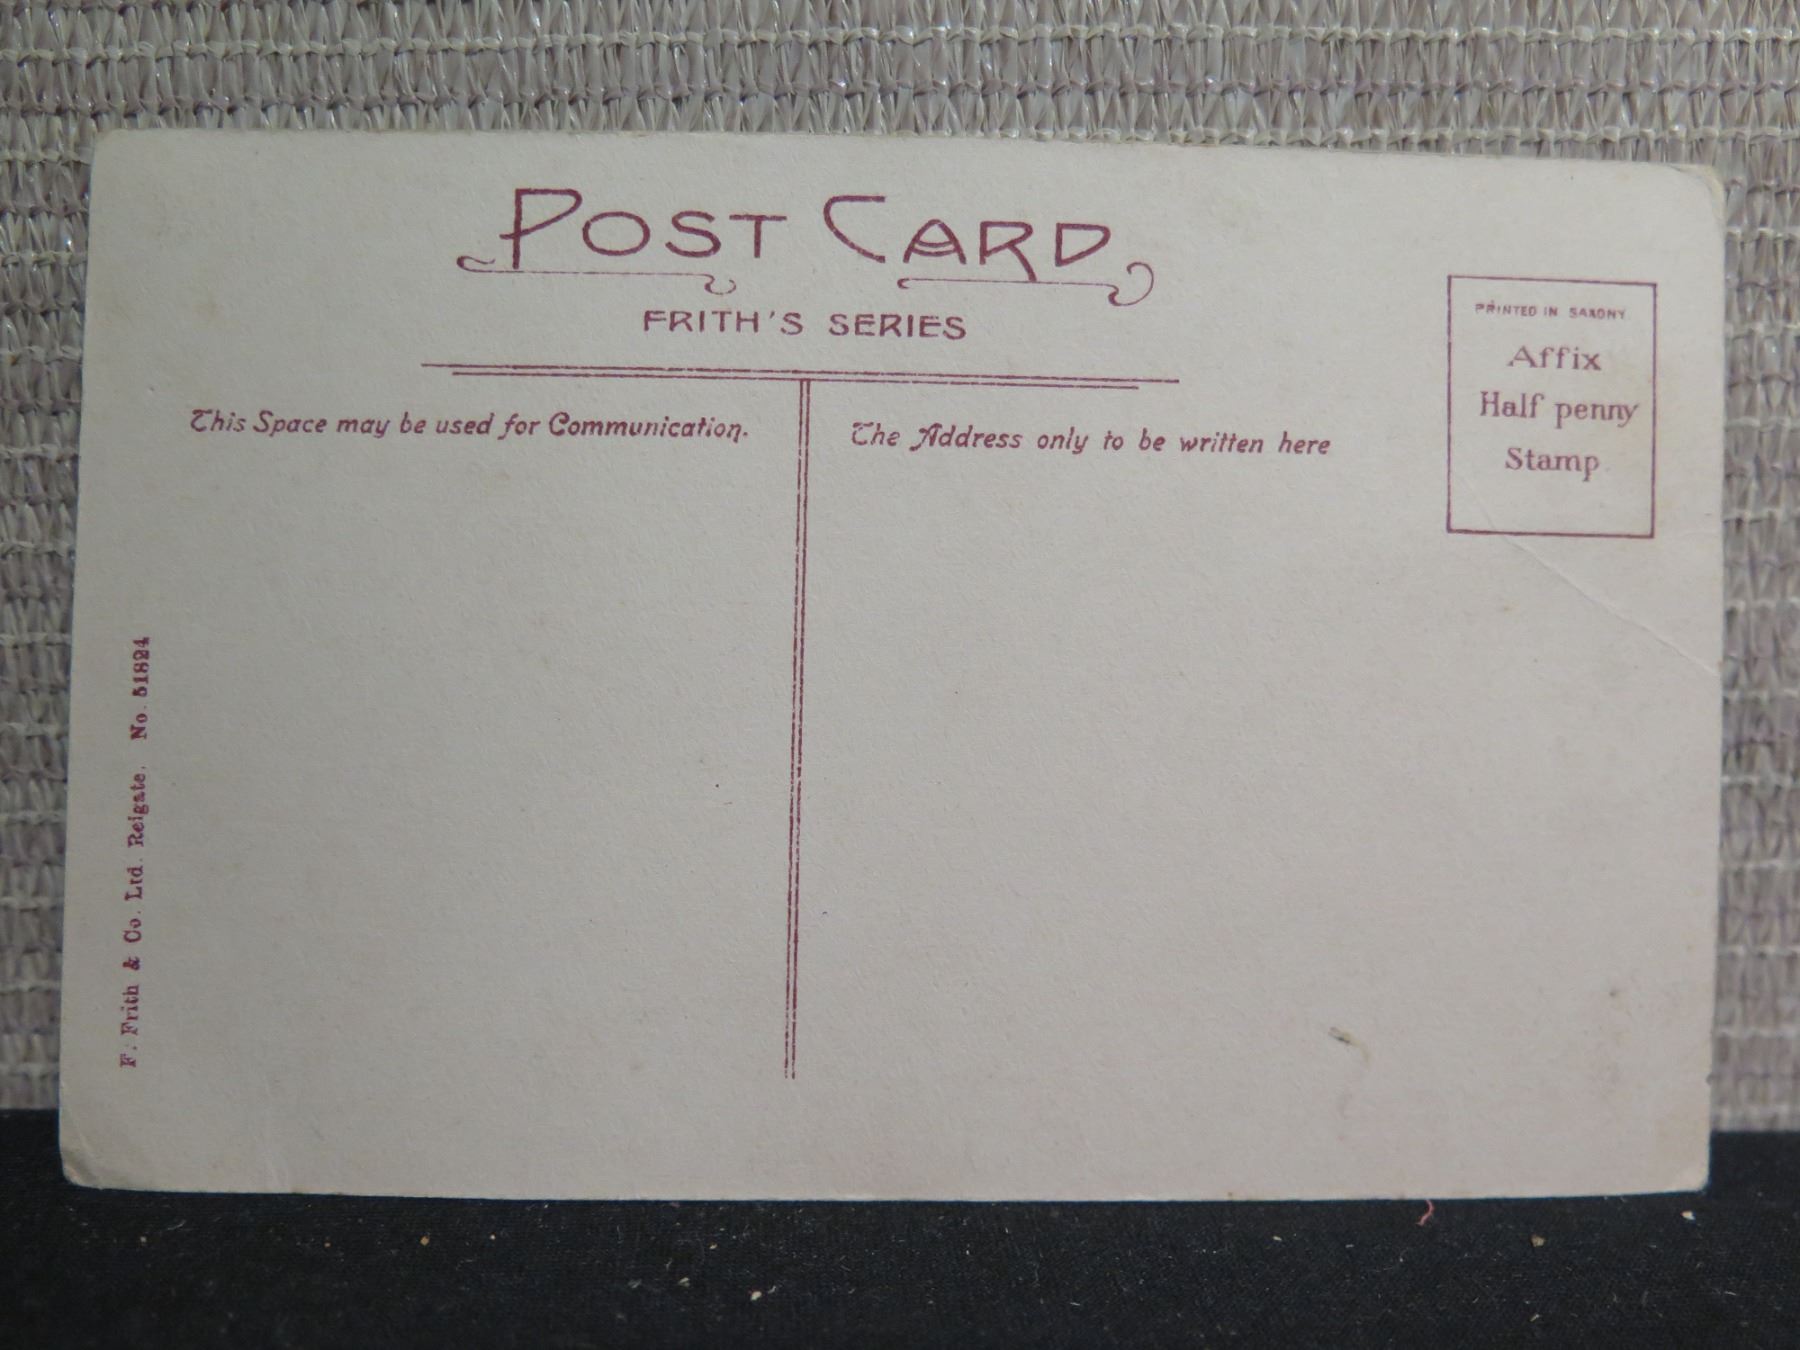 POST CARD
FRITH'S SERIES
PRINTED IN SAXONY
Affix
Half penny
Stamp
This Space may be used for Communication.
The Address only to be written here
F. Frith & Co. Ltd. Reigate. No. 51824